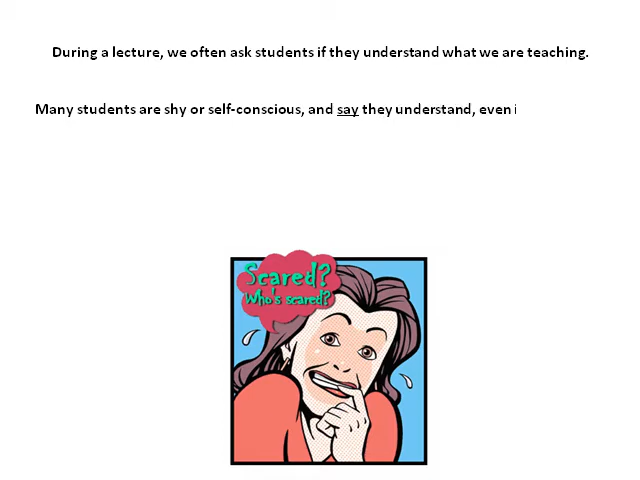 During a lecture, we often ask students if they understand what we are teaching.
Many students are shy or self-conscious, and say they understand, even i
Scared?
Who's scared?